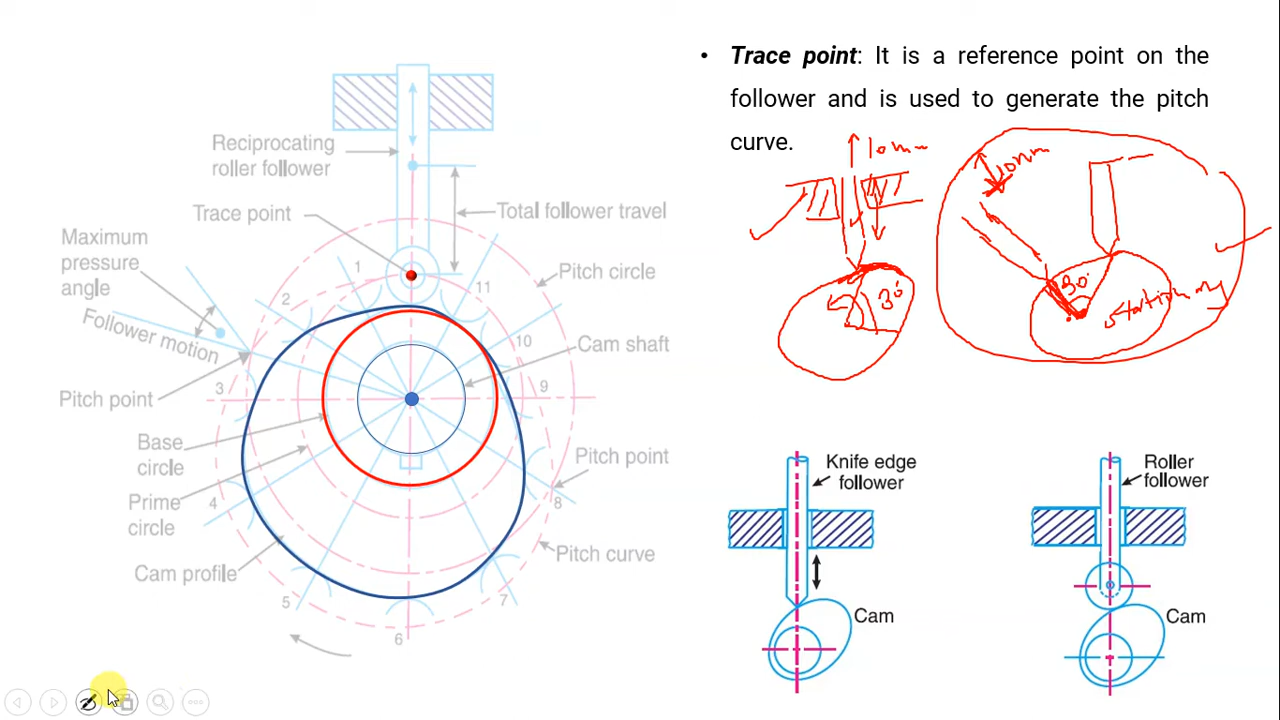 • Trace point: It is a reference point on the
follower and is used to generate the pitch
curve.
Reciprocating
roller follower
Trace point
Total follower travel
Maximum
pressure
angle
Pitch circle
Follower motion
Cam shaft
Pitch point
Base
circle
Pitch point
Prime
circle
Pitch curve
Cam profile
1
2
3
4
5
6
7
8
9
10
11
10mm
30°
10mm
30°
stationary
Knife edge
follower
Cam
Roller
follower
Cam